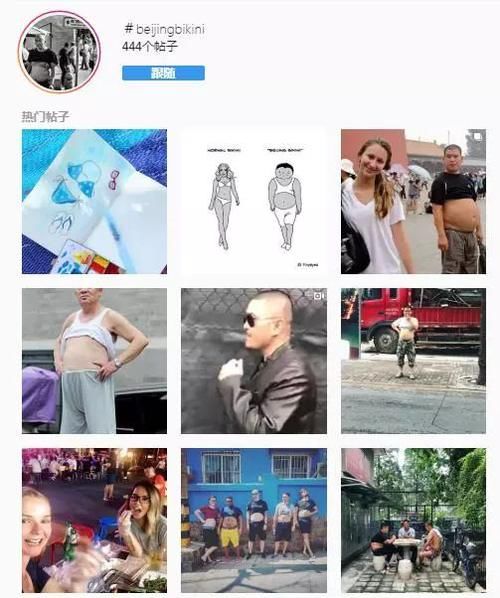 #beijingbikini
444个帖子
跟随
热门帖子
NORMAL BIKINI
"BEIJING BIKINI"